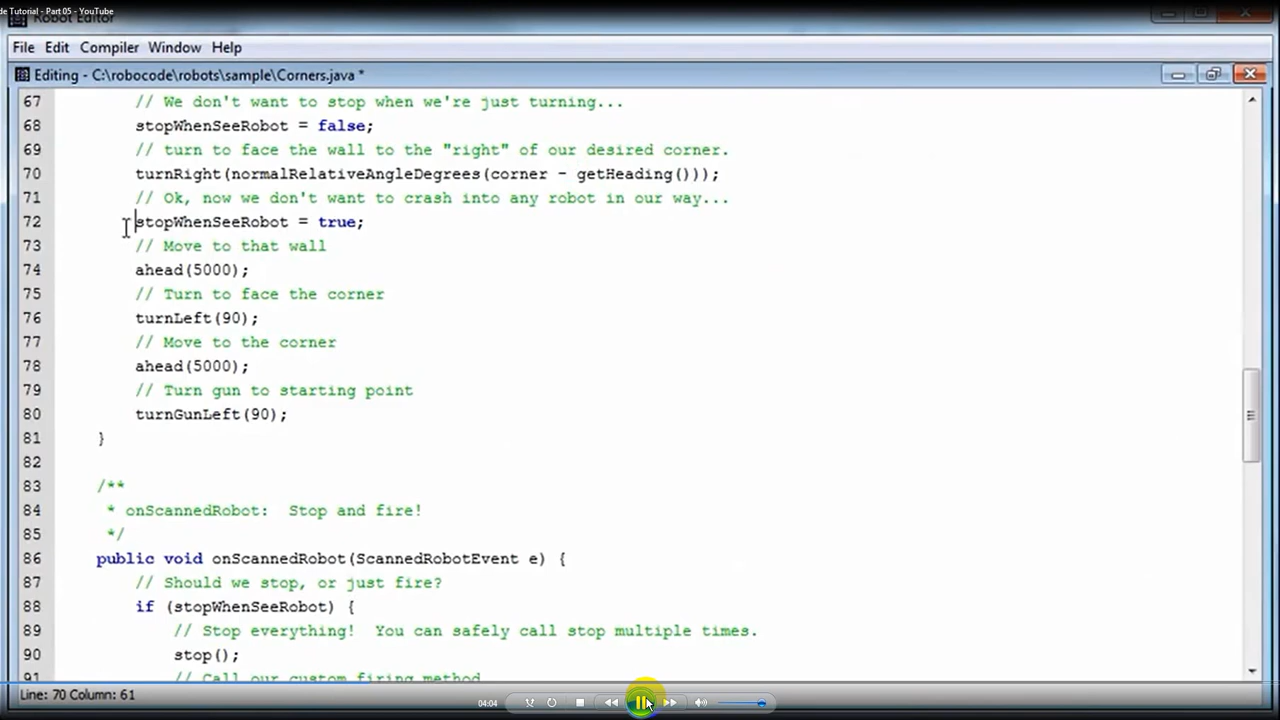 de Tutorial - Part 05 - YouTube
Robot Editor
File Edit Compiler Window Help
Editing - C:\robocode\robots\sample\Corners.java *
67 // We don't want to stop when we're just turning...
68 stopWhenSeeRobot = false;
69 // turn to face the wall to the "right" of our desired corner.
70 turnRight(normalRelativeAngleDegrees(corner - getHeading()));
71 // Ok, now we don't want to crash into any robot in our way...
72 stopWhenSeeRobot = true;
73 // Move to that wall
74 ahead(5000);
75 // Turn to face the corner
76 turnLeft(90);
77 // Move to the corner
78 ahead(5000);
79 // Turn gun to starting point
80 turnGunLeft(90);
81 }
82
83 /**
84 * onScannedRobot:  Stop and fire!
85 */
86 public void onScannedRobot(ScannedRobotEvent e) {
87 // Should we stop, or just fire?
88 if (stopWhenSeeRobot) {
89 // Stop everything!  You can safely call stop multiple times.
90 stop();
91 // Call our custom firing method
Line: 70 Column: 61
04:04